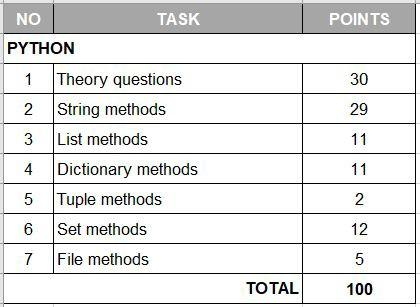 NO TASK POINTS
PYTHON
1 Theory questions 30
2 String methods 29
3 List methods 11
4 Dictionary methods 11
5 Tuple methods 2
6 Set methods 12
7 File methods 5
TOTAL 100